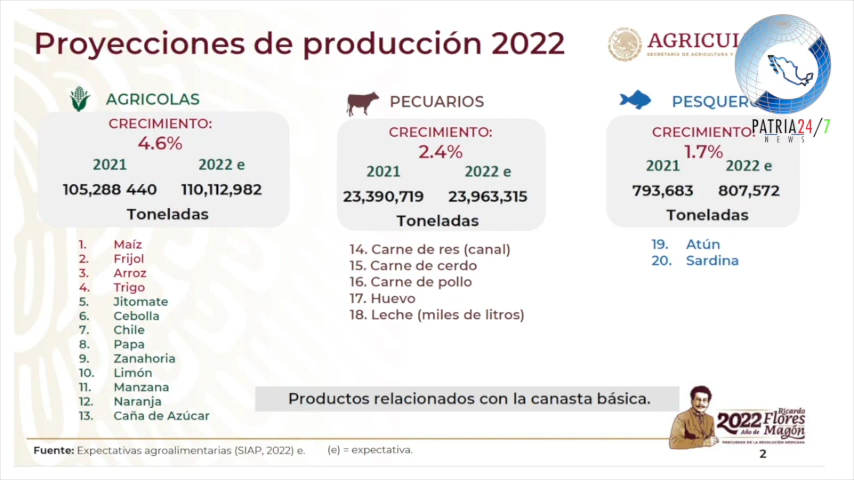 Proyecciones de producción 2022
AGRICUL
SECRETARÍA DE AGRICULTURA Y
PATRIA24/7
NEWS
AGRICOLAS
CRECIMIENTO:
4.6%
2021 2022 e
105,288 440 110,112,982
Toneladas
PECUARIOS
CRECIMIENTO:
2.4%
2021 2022 e
23,390,719 23,963,315
Toneladas
PESQUERO
CRECIMIENTO:
1.7%
2021 2022 e
793,683 807,572
Toneladas
1. Maíz
2. Frijol
3. Arroz
4. Trigo
5. Jitomate
6. Cebolla
7. Chile
8. Papa
9. Zanahoria
10. Limón
11. Manzana
12. Naranja
13. Caña de Azúcar
14. Carne de res (canal)
15. Carne de cerdo
16. Carne de pollo
17. Huevo
18. Leche (miles de litros)
19. Atún
20. Sardina
Productos relacionados con la canasta básica.
Fuente: Expectativas agroalimentarias (SIAP, 2022) e. (e) = expectativa.
2022 Ricardo Flores
Año de Magón
PRECURSOR DE LA REVOLUCIÓN MEXICANA
2